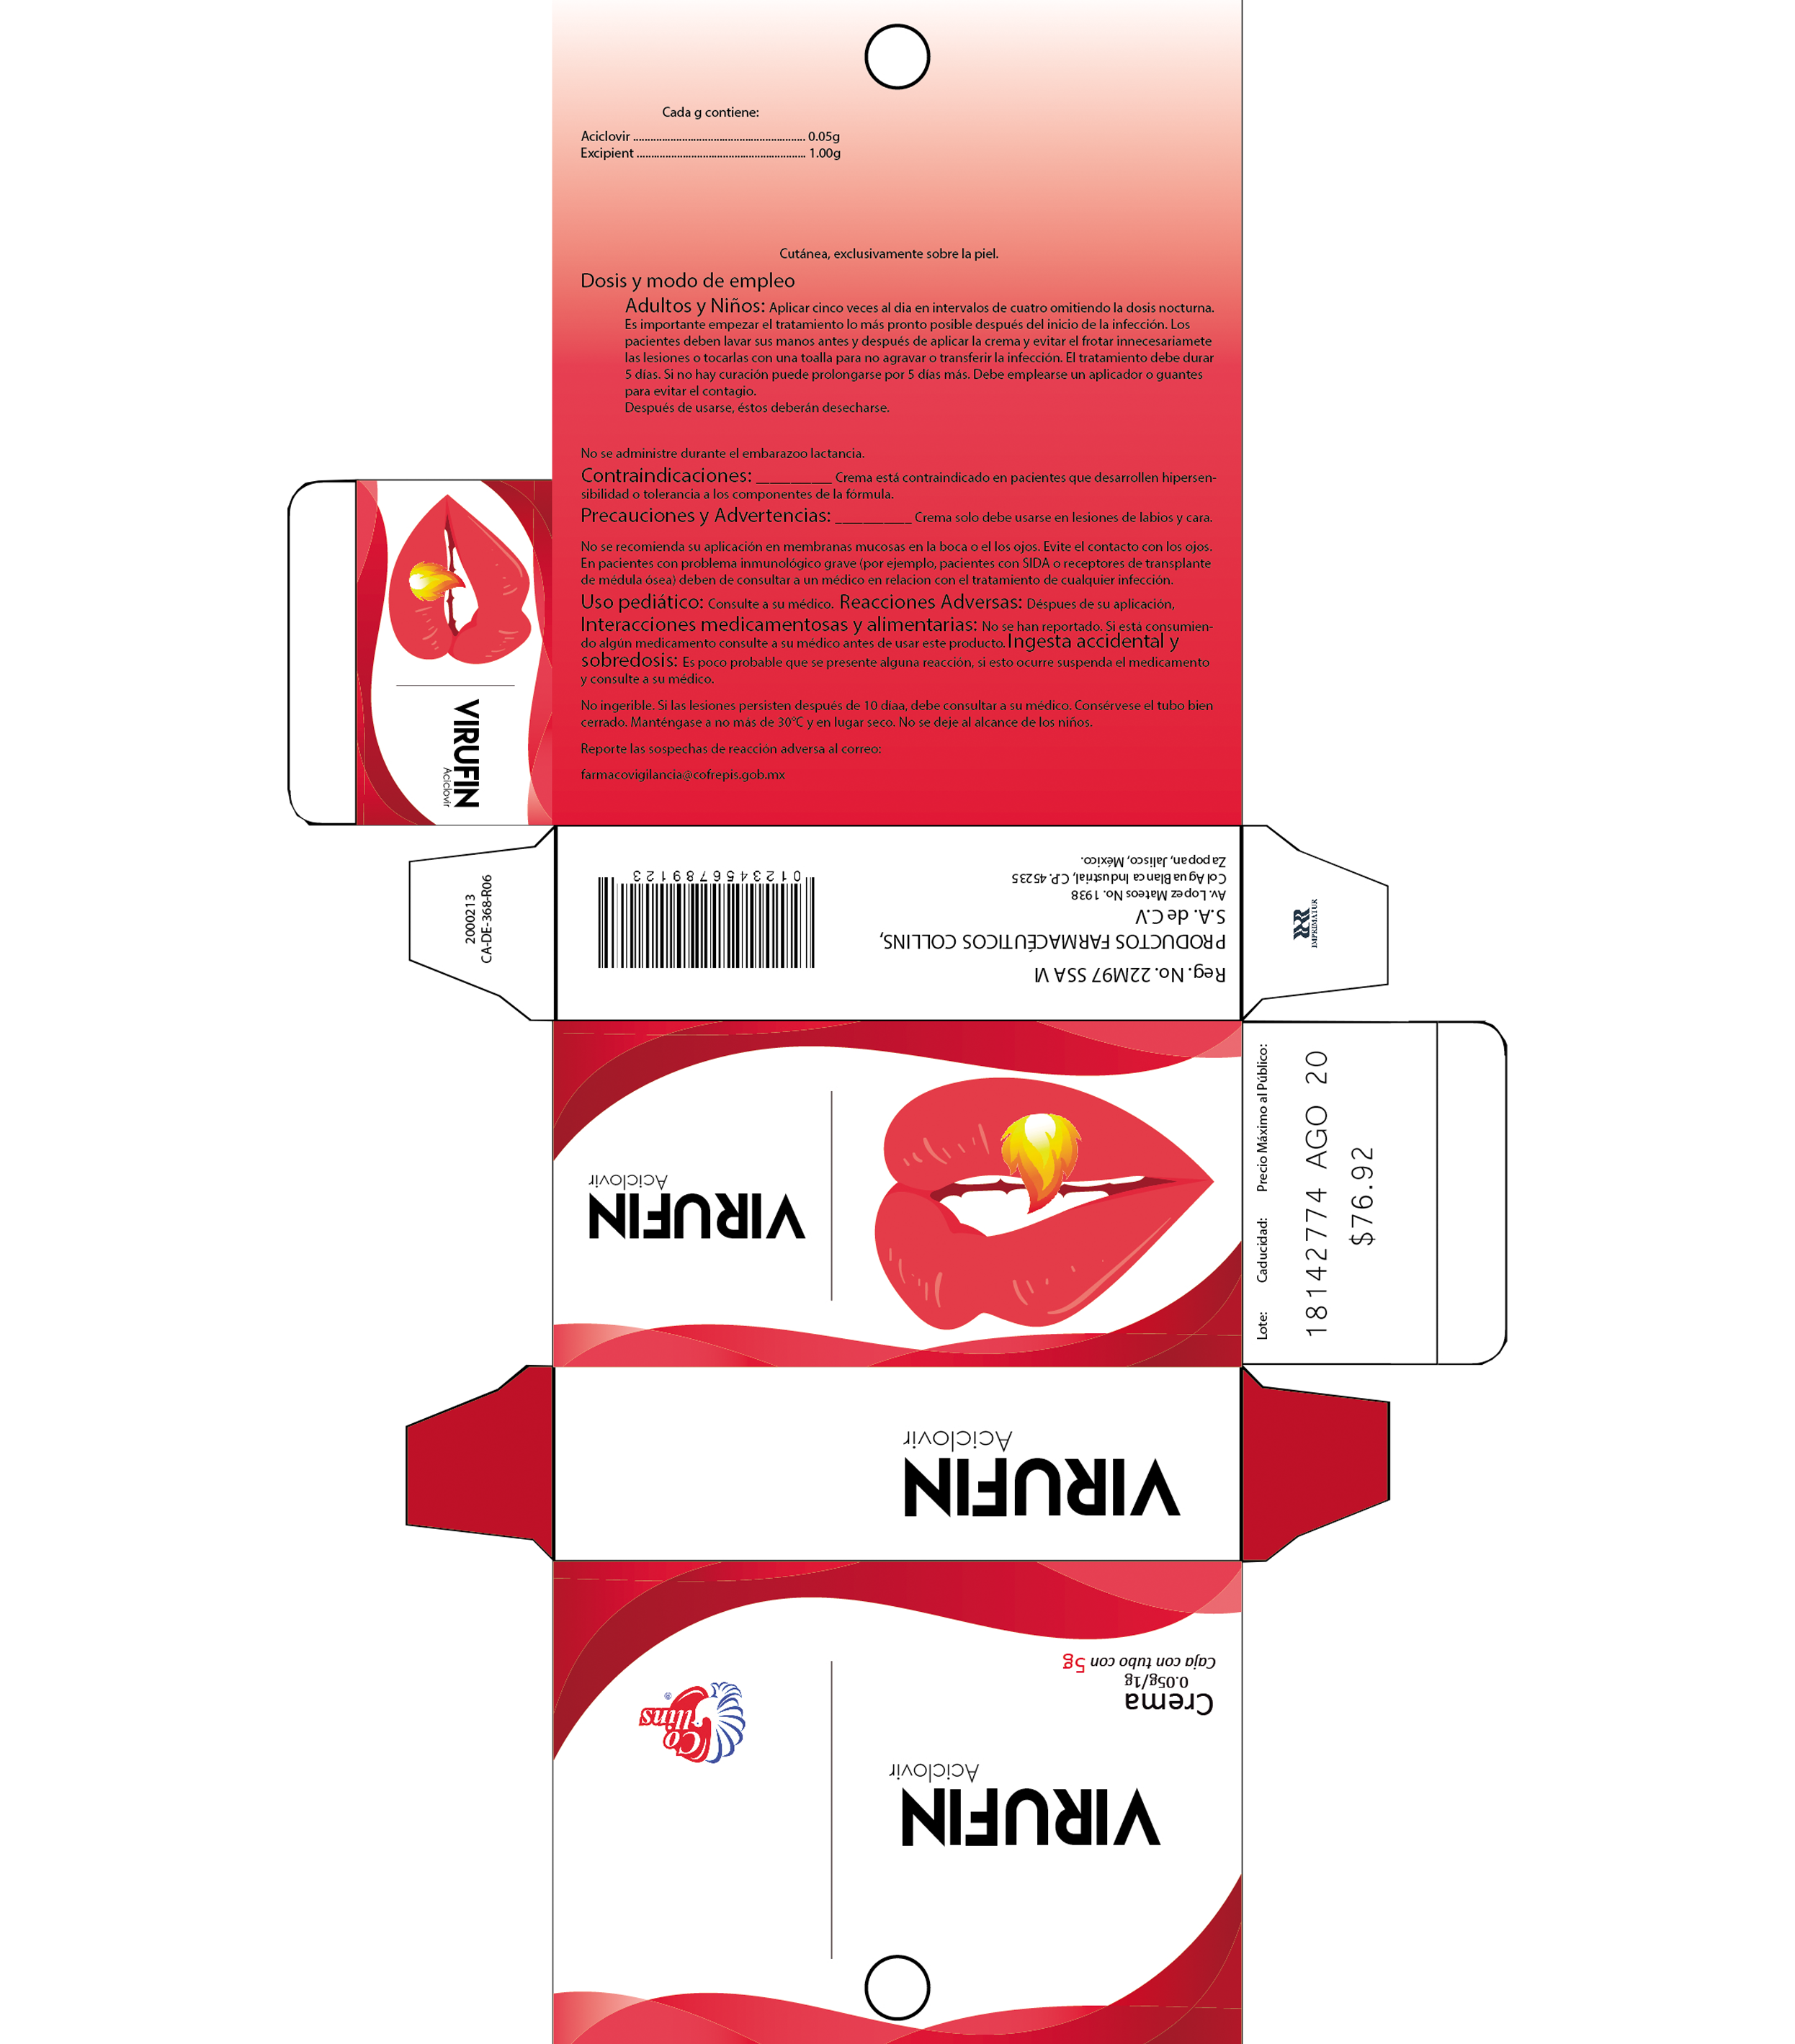 Cada g contiene:
Aciclovir ............................................................ 0.05g
Excipient ........................................................... 1.00g
Cutánea, exclusivamente sobre la piel.
Dosis y modo de empleo
Adultos y Niños: Aplicar cinco veces al dia en intervalos de cuatro omitiendo la dosis nocturna.
Es importante empezar el tratamiento lo más pronto posible después del inicio de la infección. Los
pacientes deben lavar sus manos antes y después de aplicar la crema y evitar el frotar innecesariamete
las lesiones o tocarlas con una toalla para no agravar o transferir la infección. El tratamiento debe durar
5 días. Si no hay curación puede prolongarse por 5 días más. Debe emplearse un aplicador o guantes
para evitar el contagio.
Después de usarse, éstos deberán desecharse.
No se administre durante el embarazoo lactancia.
Contraindicaciones: __________ Crema está contraindicado en pacientes que desarrollen hipersen-
sibilidad o tolerancia a los componentes de la fórmula.
Precauciones y Advertencias: __________ Crema solo debe usarse en lesiones de labios y cara.
No se recomienda su aplicación en membranas mucosas en la boca o el los ojos. Evite el contacto con los ojos.
En pacientes con problema inmunológico grave (por ejemplo, pacientes con SIDA o receptores de transplante
de médula ósea) deben de consultar a un médico en relacion con el tratamiento de cualquier infección.
Uso pediático: Consulte a su médico. Reacciones Adversas: Déspues de su aplicación,
Interacciones medicamentosas y alimentarias: No se han reportado. Si está consumien-
do algún medicamento consulte a su médico antes de usar este producto. Ingesta accidental y
sobredosis: Es poco probable que se presente alguna reacción, si esto ocurre suspenda el medicamento
y consulte a su médico.
No ingerible. Si las lesiones persisten después de 10 díaa, debe consultar a su médico. Consérvese el tubo bien
cerrado. Manténgase a no más de 30°C y en lugar seco. No se deje al alcance de los niños.
Reporte las sospechas de reacción adversa al correo:
farmacovigilancia@cofrepis.gob.mx
VIRUFIN
Aciclovir
2000213
CA-DE-368-R06
Reg. No. 22M97 SSA VI
PRODUCTOS FARMACÉUTICOS COLLINS,
S.A. de C.V
Av. Lopez Mateos No. 1938
Col Agua Blanca Industrial, C.P. 45235
Zapopan, Jalisco, México.
0123456789123
IMPRIMATUR
VIRUFIN
Aciclovir
Lote: Caducidad: Precio Máximo al Público:
18142774 AGO 20
$76.92
VIRUFIN
Aciclovir
VIRUFIN
Aciclovir
Crema
0.05g/1g
Caja con tubo con 5g
Collins®